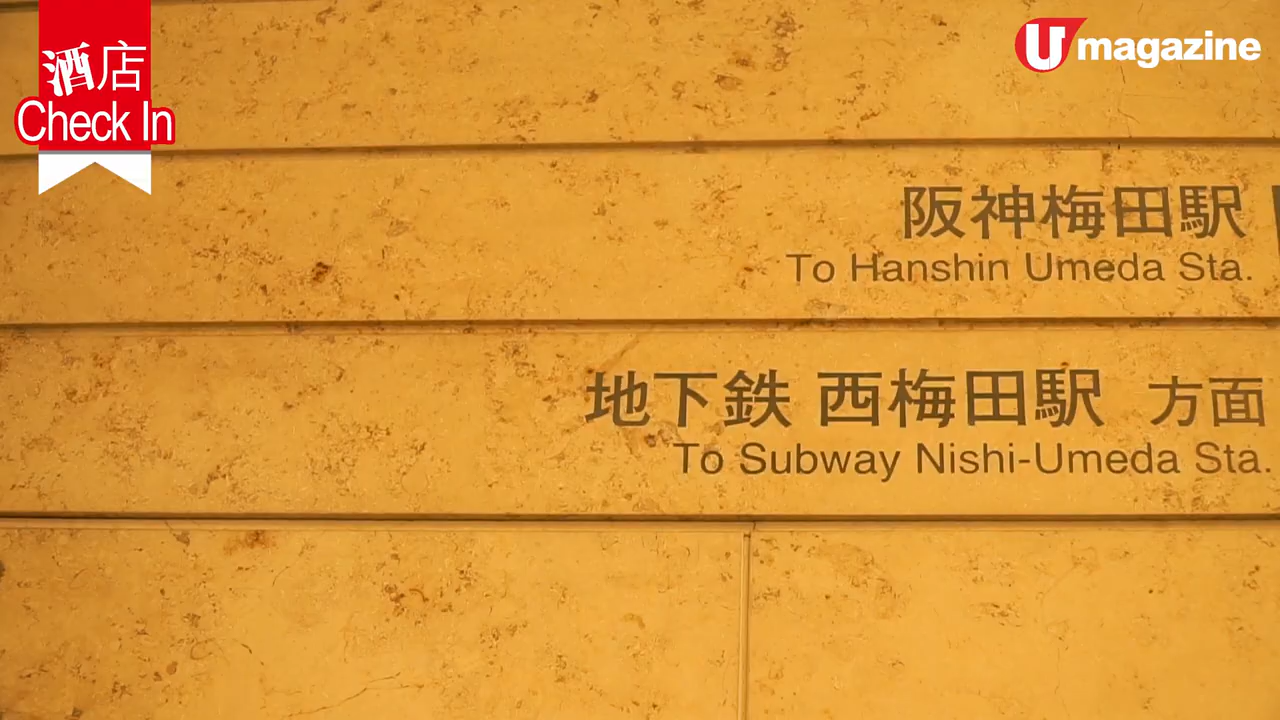 酒店
Check In
U magazine
阪神梅田駅
To Hanshin Umeda Sta.
地下鉄 西梅田駅 方面
To Subway Nishi-Umeda Sta.